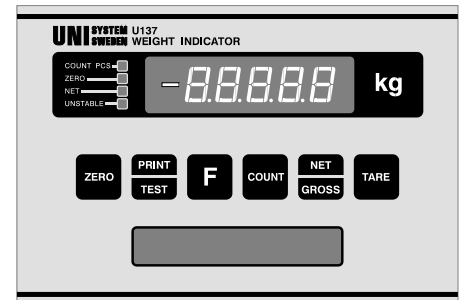 UNI SYSTEM SWEDEN U137
WEIGHT INDICATOR
COUNT PCS
ZERO
NET
UNSTABLE
-8.8.8.8.8
kg
ZERO
PRINT
TEST
F
COUNT
NET
GROSS
TARE